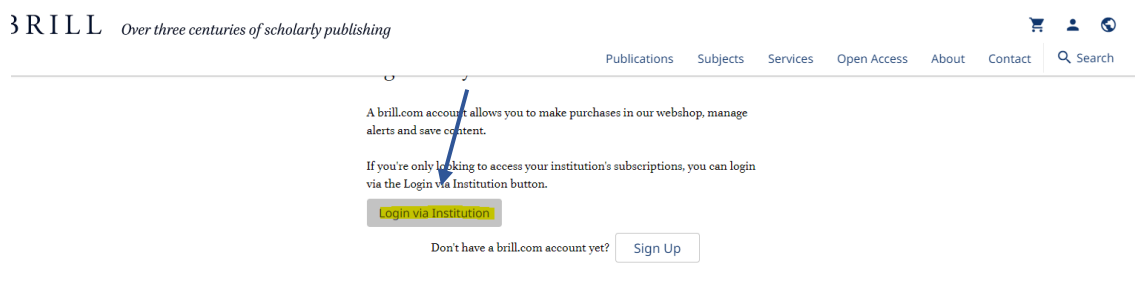 BRILL Over three centuries of scholarly publishing
Publications Subjects Services Open Access About Contact Search
A brill.com account allows you to make purchases in our webshop, manage
alerts and save content.
If you're only looking to access your institution's subscriptions, you can login
via the Login via Institution button.
Login via Institution
Don't have a brill.com account yet? Sign Up